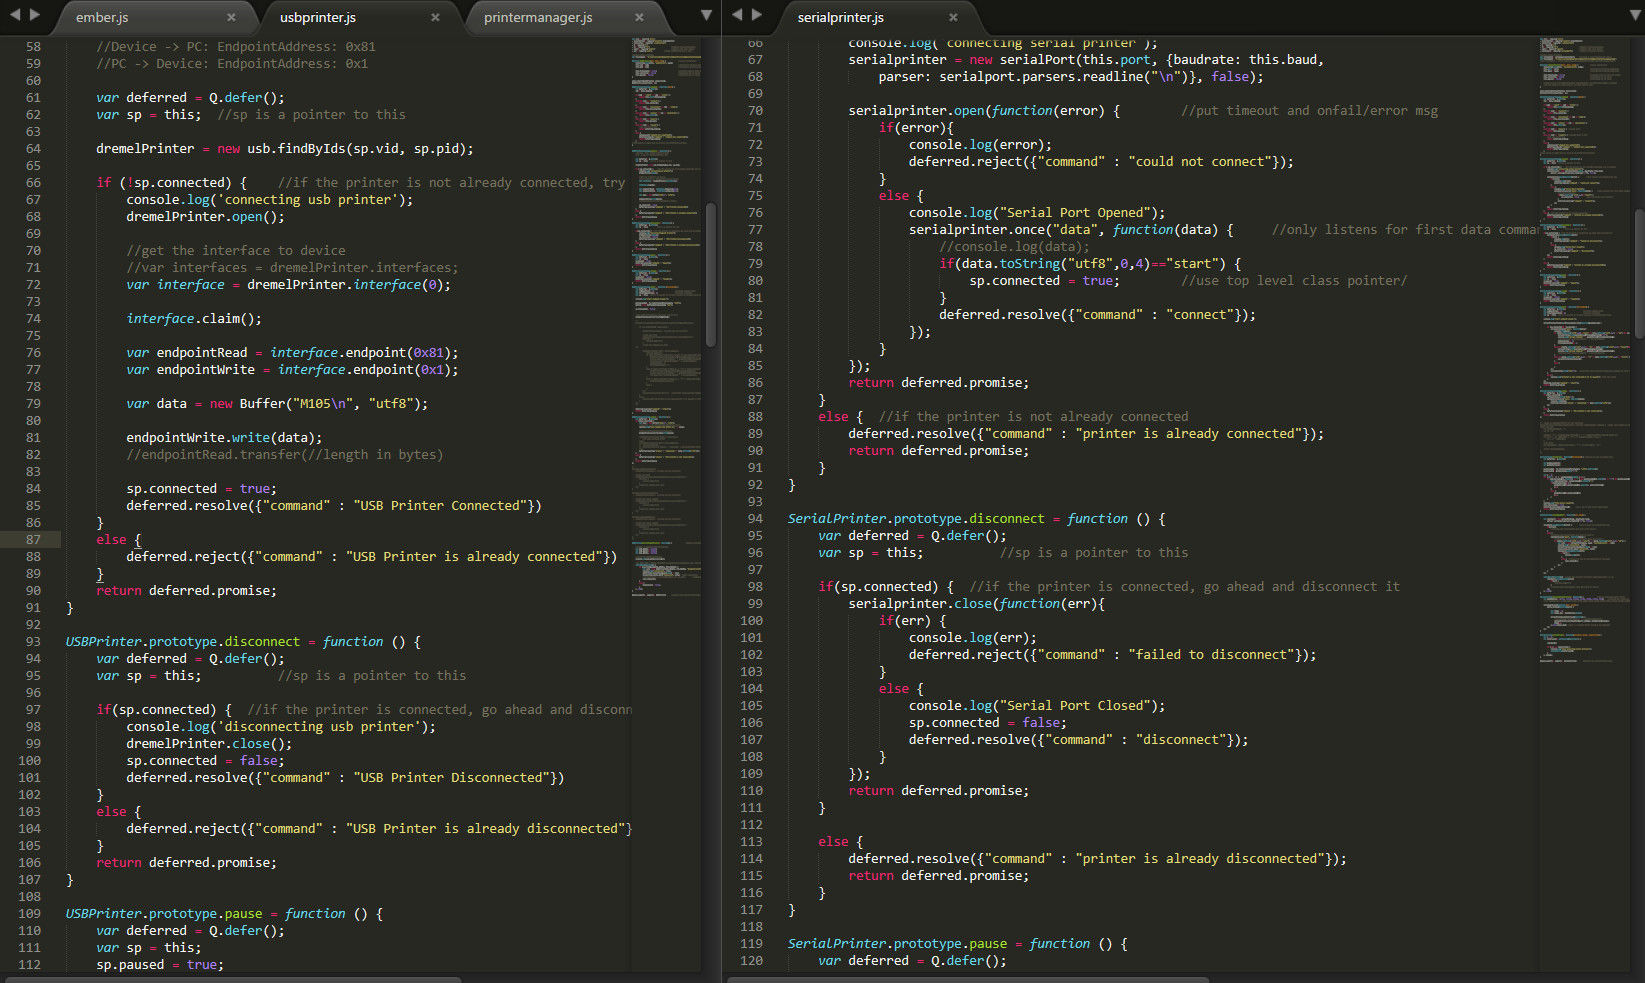 ember.js
usbprinter.js
printermanager.js
58 //Device -> PC: EndpointAddress: 0x81
59 //PC -> Device: EndpointAddress: 0x1
60
61 var deferred = Q.defer();
62 var sp = this;  //sp is a pointer to this
63
64 dremelPrinter = new usb.findByIds(sp.vid, sp.pid);
65
66 if (!sp.connected) {    //if the printer is not already connected, try
67     console.log('connecting usb printer');
68     dremelPrinter.open();
69
70     //get the interface to device
71     //var interfaces = dremelPrinter.interfaces;
72     var interface = dremelPrinter.interface(0);
73
74     interface.claim();
75
76     var endpointRead = interface.endpoint(0x81);
77     var endpointWrite = interface.endpoint(0x1);
78
79     var data = new Buffer("M105\n", "utf8");
80
81     endpointWrite.write(data);
82     //endpointRead.transfer(//length in bytes)
83
84     sp.connected = true;
85     deferred.resolve({"command" : "USB Printer Connected"})
86 }
87 else {
88     deferred.reject({"command" : "USB Printer is already connected"})
89 }
90 return deferred.promise;
91 }
92
93 USBPrinter.prototype.disconnect = function () {
94     var deferred = Q.defer();
95     var sp = this;          //sp is a pointer to this
96
97     if(sp.connected) {  //if the printer is connected, go ahead and disconn
98         console.log('disconnecting usb printer');
99         dremelPrinter.close();
100         sp.connected = false;
101         deferred.resolve({"command" : "USB Printer Disconnected"})
102     }
103     else {
104         deferred.reject({"command" : "USB Printer is already disconnected"}
105     }
106     return deferred.promise;
107 }
108
109 USBPrinter.prototype.pause = function () {
110     var deferred = Q.defer();
111     var sp = this;
112     sp.paused = true;
serialprinter.js
66 console.log('connecting serial printer');
67 serialprinter = new serialPort(this.port, {baudrate: this.baud,
68     parser: serialport.parsers.readline("\n")}, false);
69
70 serialprinter.open(function(error) {        //put timeout and onfail/error msg
71     if(error){
72         console.log(error);
73         deferred.reject({"command" : "could not connect"});
74     }
75     else {
76         console.log("Serial Port Opened");
77         serialprinter.once("data", function(data) {     //only listens for first data comma
78             //console.log(data);
79             if(data.toString("utf8",0,4)=="start") {
80                 sp.connected = true;        //use top level class pointer/
81             }
82             deferred.resolve({"command" : "connect"});
83         });
84     }
85 });
86 return deferred.promise;
87 }
88 else {  //if the printer is not already connected
89     deferred.resolve({"command" : "printer is already connected"});
90     return deferred.promise;
91 }
92 }
93
94 SerialPrinter.prototype.disconnect = function () {
95     var deferred = Q.defer();
96     var sp = this;          //sp is a pointer to this
97
98     if(sp.connected) {  //if the printer is connected, go ahead and disconnect it
99         serialprinter.close(function(err){
100             if(err) {
101                 console.log(err);
102                 deferred.reject({"command" : "failed to disconnect"});
103             }
104             else {
105                 console.log("Serial Port Closed");
106                 sp.connected = false;
107                 deferred.resolve({"command" : "disconnect"});
108             }
109         });
110         return deferred.promise;
111     }
112
113     else {
114         deferred.resolve({"command" : "printer is already disconnected"});
115         return deferred.promise;
116     }
117 }
118
119 SerialPrinter.prototype.pause = function () {
120     var deferred = Q.defer();